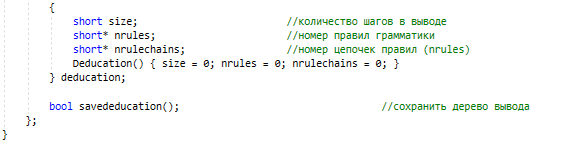 {
short size; //количество шагов в выводе
short* nrules; //номер правил грамматики
short* nrulechains; //номер цепочек правил (nrules)
Deducation() { size = 0; nrules = 0; nrulechains = 0; }
} deducation;
bool savededucation(); //сохранить дерево вывода
};
}